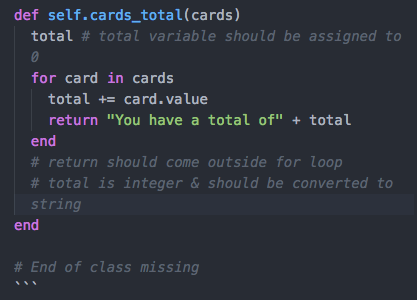 def self.cards_total(cards)
  total # total variable should be assigned to
  0
  for card in cards
    total += card.value
    return "You have a total of" + total
  end
  # return should come outside for loop
  # total is integer & should be converted to
  string
end

# End of class missing
```